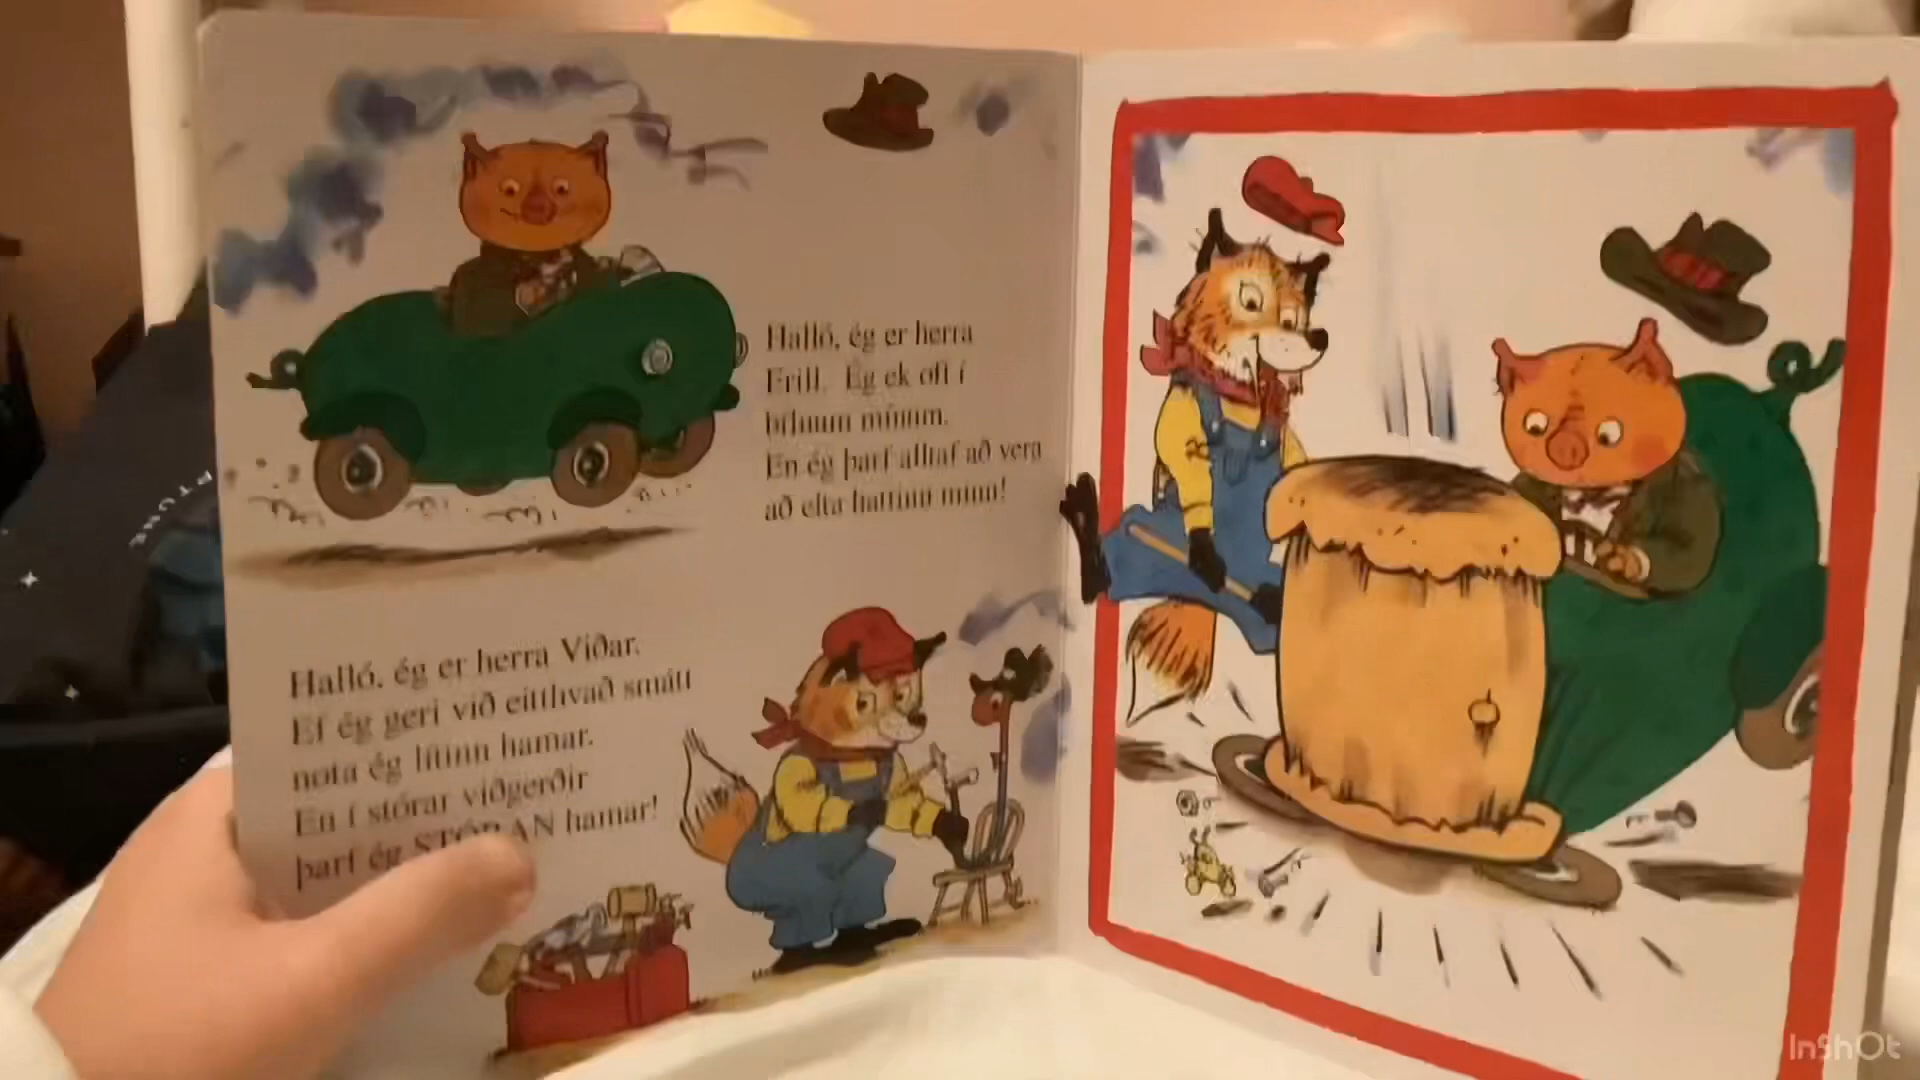 Halló, ég er herra
Frill. Ég ek oft í
bílnum mínum.
En ég þarf alltaf að vera
að elta hattinn minn!
Halló, ég er herra Viðar.
Ef ég geri við eitthvað smátt
nota ég lítinn hamar.
En í stórar viðgerðir
þarf ég STÓRAN hamar!
InShOt